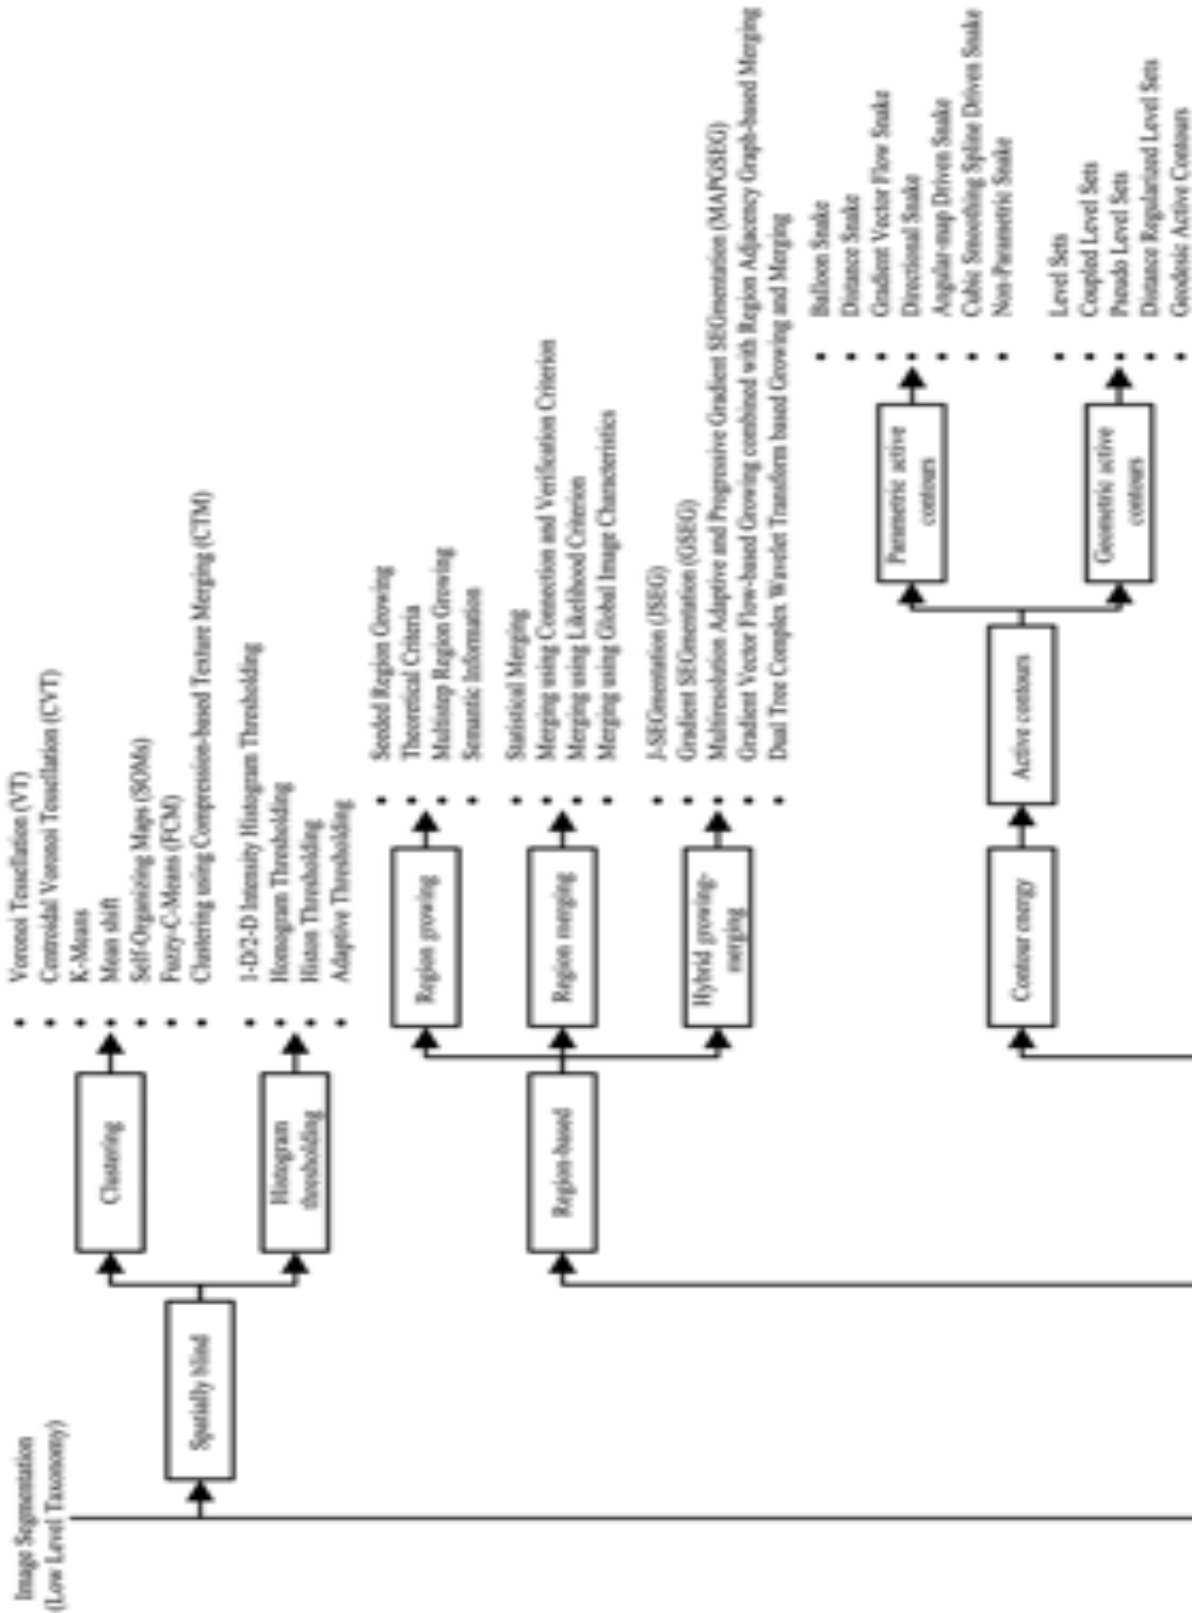 Image Segmentation
(Low Level Taxonomy)
Spatially blind
Clustering
Voronoi Tessellation (VT)
Centroidal Voronoi Tessellation (CVT)
K-Means
Mean shift
Self-Organizing Maps (SOMs)
Fuzzy-C-Means (FCM)
Clustering using Compression-based Texture Merging (CTM)
Histogram
thresholding
1-D/2-D Intensity Histogram Thresholding
Homogram Thresholding
Histon Thresholding
Adaptive Thresholding
Region-based
Region growing
Seeded Region Growing
Theoretical Criteria
Multistep Region Growing
Semantic Information
Region merging
Statistical Merging
Merging using Connection and Verification Criterion
Merging using Likelihood Criterion
Merging using Global Image Characteristics
Hybrid growing-
merging
J-SEGmentation (JSEG)
Gradient SEGmentation (GSEG)
Multiresolution Adaptive and Progressive Gradient SEGmentation (MAPGSEG)
Gradient Vector Flow-based Growing combined with Region Adjacency Graph-based Merging
Dual Tree Complex Wavelet Transform based Growing and Merging
Contour energy
Active contours
Parametric active
contours
Balloon Snake
Distance Snake
Gradient Vector Flow Snake
Directional Snake
Angular-map Driven Snake
Cubic Smoothing Spline Driven Snake
Non-Parametric Snake
Geometric active
contours
Level Sets
Coupled Level Sets
Pseudo Level Sets
Distance Regularized Level Sets
Geodesic Active Contours